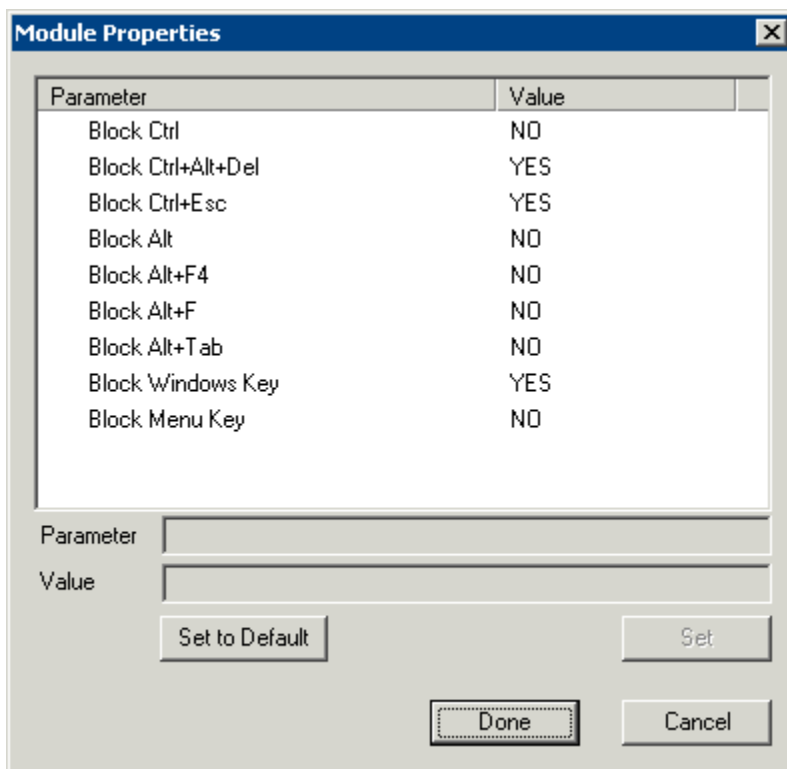 Module Properties
Parameter Value
Block Ctrl NO
Block Ctrl+Alt+Del YES
Block Ctrl+Esc YES
Block Alt NO
Block Alt+F4 NO
Block Alt+F NO
Block Alt+Tab NO
Block Windows Key YES
Block Menu Key NO
Parameter
Value
Set to Default Set
Done Cancel